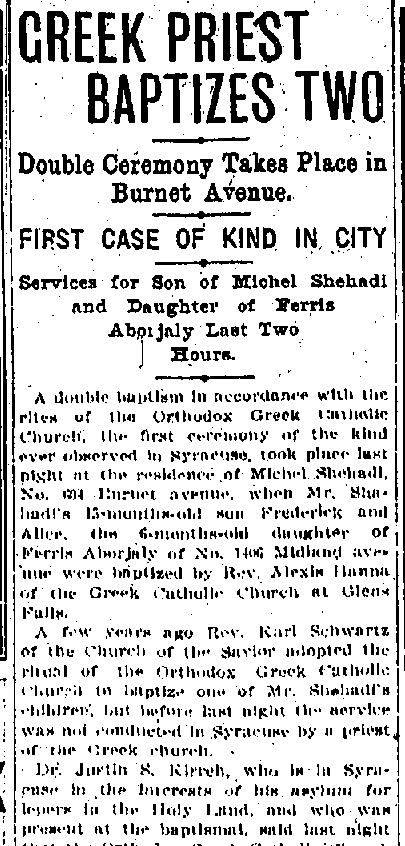 GREEK PRIEST
BAPTIZES TWO
Double Ceremony Takes Place in
Burnet Avenue.
FIRST CASE OF KIND IN CITY
Services for Son of Michel Shehadi
and Daughter of Ferris
Aborjaly Last Two
Hours.
A double baptism in accordance with the
rites of the Orthodox Greek Catholic
Church, the first ceremony of the kind
ever observed in Syracuse, took place last
night at the residence of Michel Shehadi,
No. 604 Burnet avenue, when Mr. Sha-
hadi's 15-months-old son Frederick and
the 6-months-old daughter of
Ferris Aborjaly of No. 1406 Midland ave-
nue were baptized by Rev. Alexis Hanna
of the Greek Catholic Church at Glens
Falls.
A few years ago Rev. Karl Schwartz
of the Church of the Savior adopted the
ritual of the Orthodox Greek Catholic
Church to baptize one of Mr. Shehadi's
children, but before last night the service
was not conducted in Syracuse by a priest
of the Greek church.
Dr. Justin S. Kirreh, who is in Syra-
cuse in the interests of his asylum for
lepers in the Holy Land, and who was
present at the baptismal, said last night